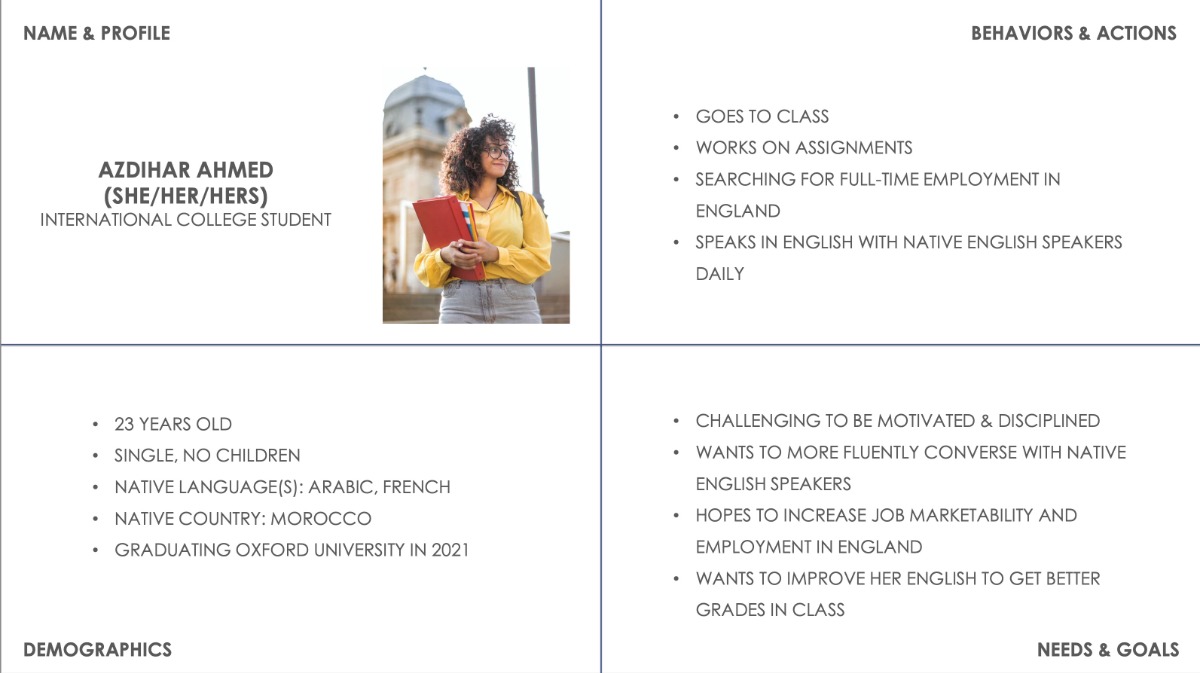 NAME & PROFILE
AZDIHAR AHMED
(SHE/HER/HERS)
INTERNATIONAL COLLEGE STUDENT
BEHAVIORS & ACTIONS
• GOES TO CLASS
• WORKS ON ASSIGNMENTS
• SEARCHING FOR FULL-TIME EMPLOYMENT IN
ENGLAND
• SPEAKS IN ENGLISH WITH NATIVE ENGLISH SPEAKERS
DAILY
• 23 YEARS OLD
• SINGLE, NO CHILDREN
• NATIVE LANGUAGE(S): ARABIC, FRENCH
• NATIVE COUNTRY: MOROCCO
• GRADUATING OXFORD UNIVERSITY IN 2021
DEMOGRAPHICS
• CHALLENGING TO BE MOTIVATED & DISCIPLINED
• WANTS TO MORE FLUENTLY CONVERSE WITH NATIVE
ENGLISH SPEAKERS
• HOPES TO INCREASE JOB MARKETABILITY AND
EMPLOYMENT IN ENGLAND
• WANTS TO IMPROVE HER ENGLISH TO GET BETTER
GRADES IN CLASS
NEEDS & GOALS